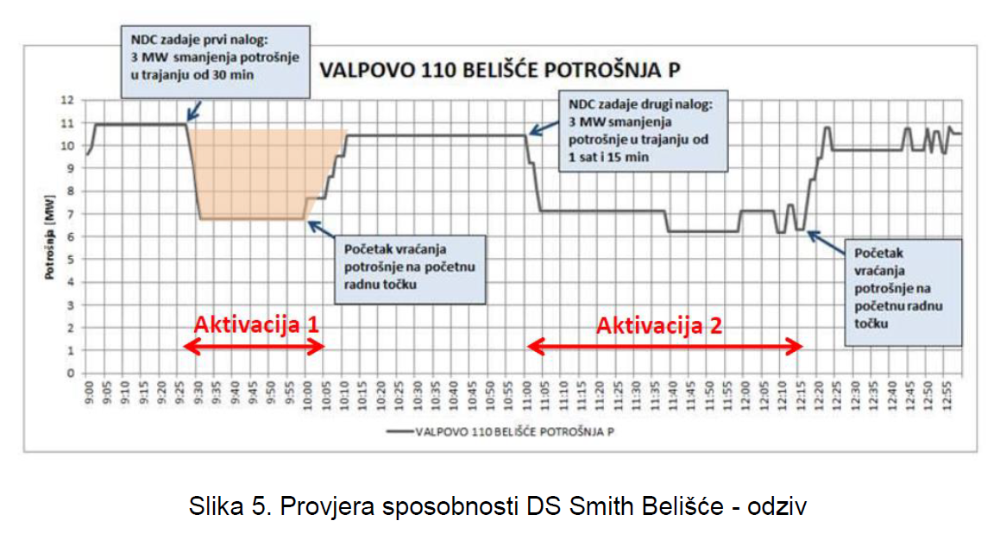 NDC zadaje prvi nalog:
3 MW smanjenja potrošnje
u trajanju od 30 min
VALPOVO 110 BELIŠĆE POTROŠNJA P
NDC zadaje drugi nalog:
3 MW smanjenja
potrošnje u trajanju od
1 sat i 15 min
Potrošnja [MW]
12
11
10
9
8
7
6
5
4
3
2
1
0
Početak vraćanja
potrošnje na početnu
radnu točku
Početak
vraćanja
potrošnje na
početnu radnu
točku
Aktivacija 1
Aktivacija 2
9:00
9:05
9:10
9:15
9:20
9:25
9:30
9:35
9:40
9:45
9:50
9:55
10:00
10:05
10:10
10:15
10:20
10:25
10:30
10:35
10:40
10:45
10:50
10:55
11:00
11:05
11:10
11:15
11:20
11:25
11:30
11:35
11:40
11:45
11:50
11:55
12:00
12:05
12:10
12:15
12:20
12:25
12:30
12:35
12:40
12:45
12:50
12:55
VALPOVO 110 BELIŠĆE POTROŠNJA P
Slika 5. Provjera sposobnosti DS Smith Belišće - odziv